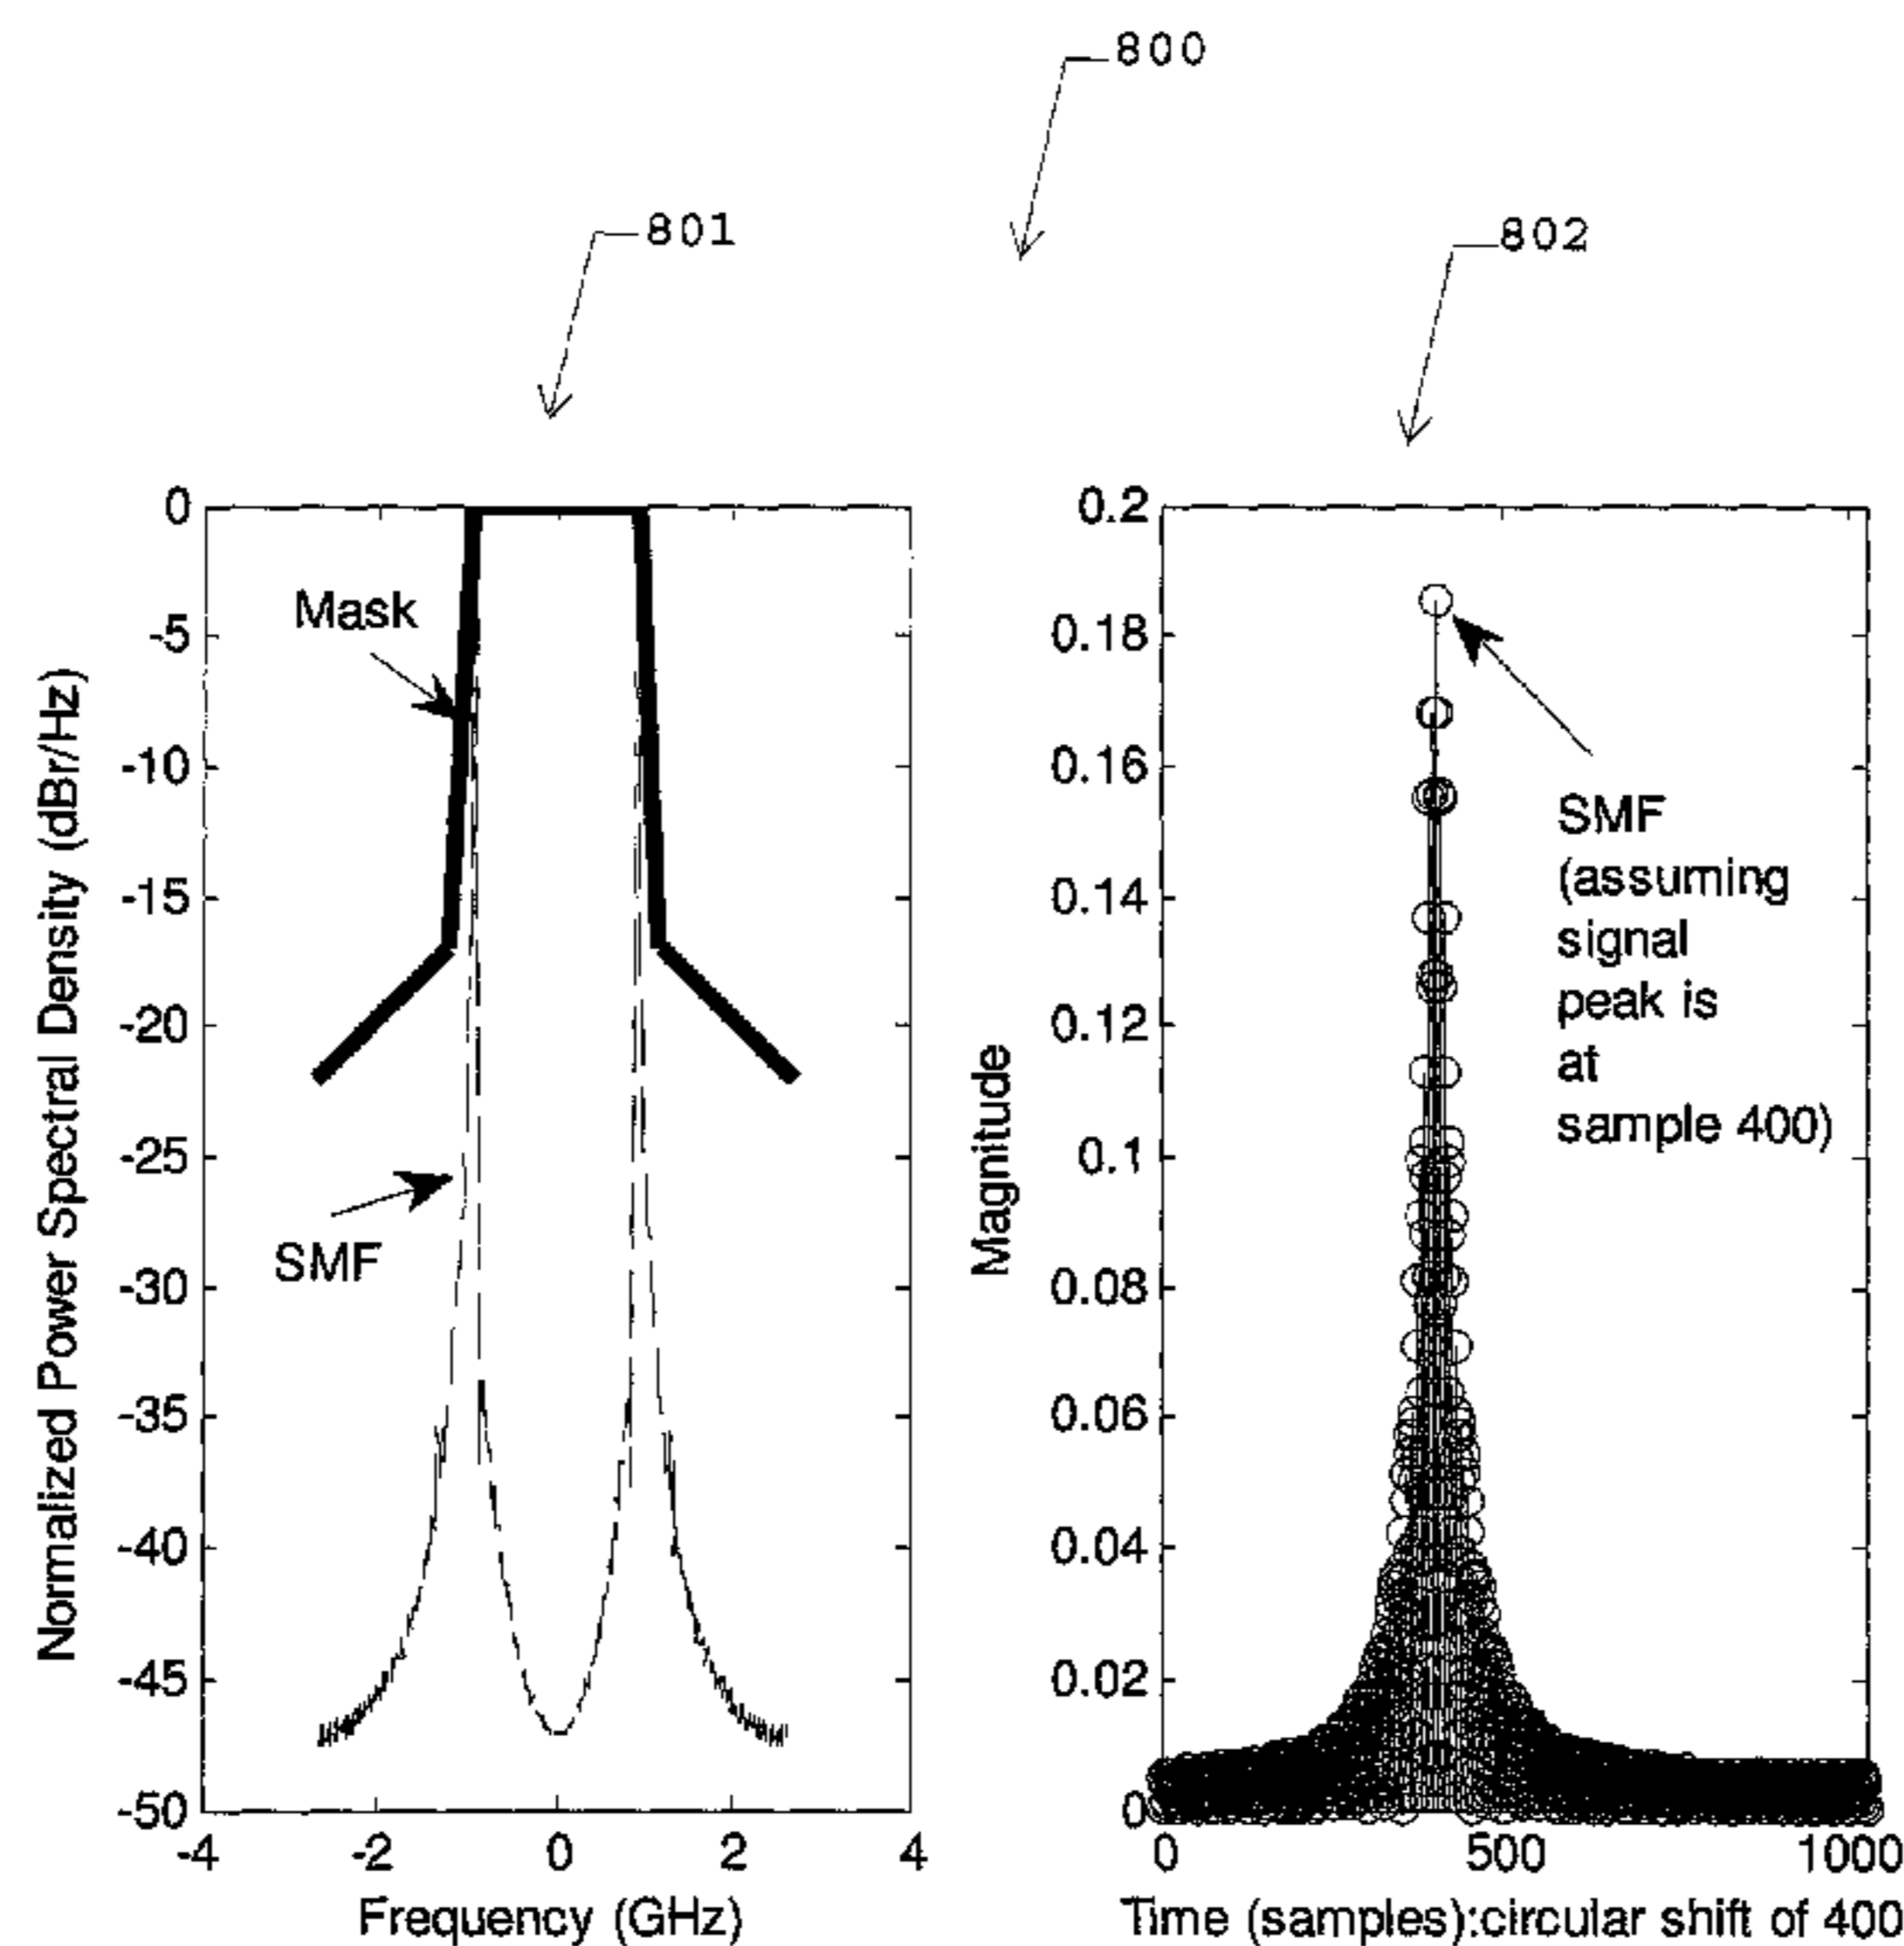 800
801
802
0
-5
-10
-15
-20
-25
-30
-35
-40
-45
-50
-4
-2
0
2
4
Normalized Power Spectral Density (dBr/Hz)
Frequency (GHz)
Mask
SMF
0.2
0.18
0.16
0.14
0.12
0.1
0.08
0.06
0.04
0.02
0
0
500
1000
Magnitude
Time (samples):circular shift of 400
SMF
(assuming
signal
peak is
at
sample 400)